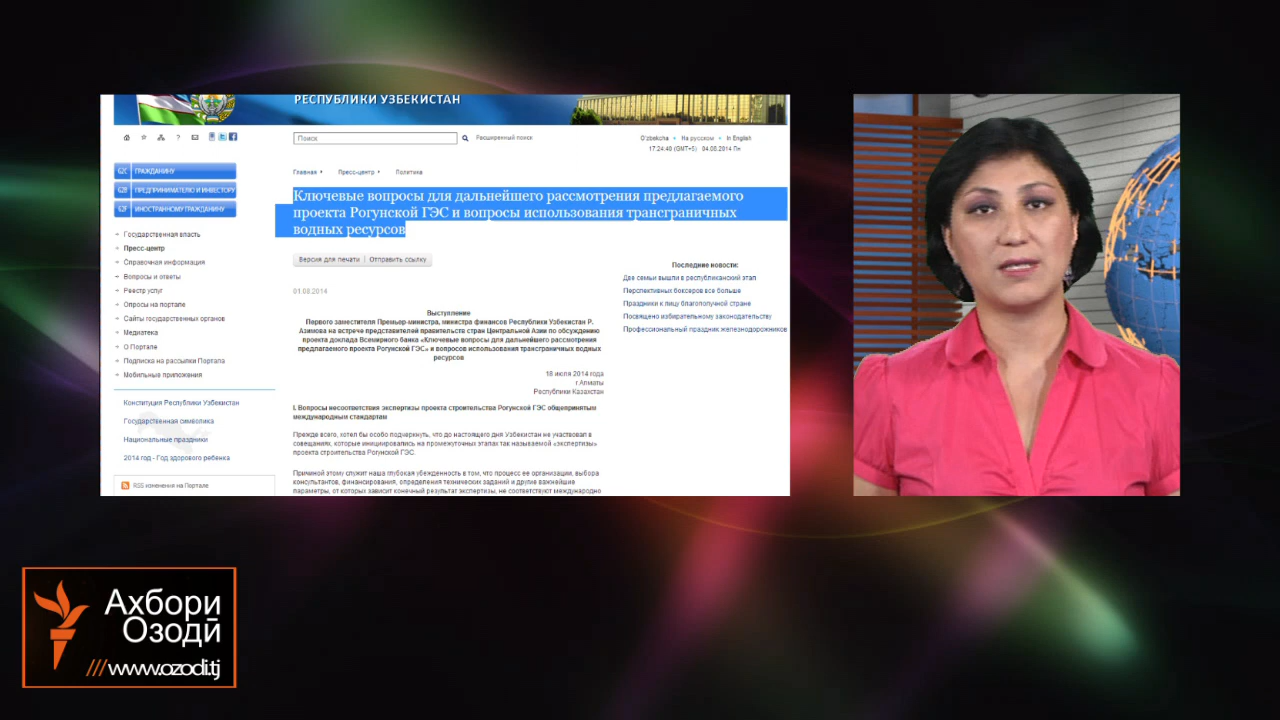 РЕСПУБЛИКИ УЗБЕКИСТАН
Поиск
Расширенный поиск
O'zbekcha • На русском • In English
17:24:49 (GMT+5) 04.08.2014 Пн
G2C ГРАЖДАНИНУ
G2B ПРЕДПРИНИМАТЕЛЮ И ИНВЕСТОРУ
G2F ИНОСТРАННОМУ ГРАЖДАНИНУ
Главная
Пресс-центр
Политика
Ключевые вопросы для дальнейшего рассмотрения предлагаемого
проекта Рогунской ГЭС и вопросы использования трансграничных
водных ресурсов
Государственная власть
Пресс-центр
Справочная информация
Вопросы и ответы
Реестр услуг
Опросы на портале
Сайты государственных органов
Медиатека
О Портале
Подписка на рассылки Портала
Мобильные приложения
Конституция Республики Узбекистан
Государственная символика
Национальные праздники
2014 год - Год здорового ребенка
RSS изменения на Портале
Версия для печати | Отправить ссылку
01.08.2014
Выступление
Первого заместителя Премьер-министра, министра финансов Республики Узбекистан Р.
Азимова на встрече представителей правительств стран Центральной Азии по обсуждению
проекта доклада Всемирного банка «Ключевые вопросы для дальнейшего рассмотрения
предлагаемого проекта Рогунской ГЭС» и вопросов использования трансграничных водных
ресурсов
18 июля 2014 года
г.Алматы
Республики Казахстан
I. Вопросы несоответствия экспертизы проекта строительства Рогунской ГЭС общепринятым
международным стандартам
Прежде всего, хотел бы особо подчеркнуть, что до настоящего дня Узбекистан не участвовал в
совещаниях, которые инициировались на промежуточных этапах так называемой «экспертизы»
проекта строительства Рогунской ГЭС.
Причиной этому служит наша глубокая убежденность в том, что процесс ее организации, выбора
консультантов, финансирования, определения технических заданий и другие важнейшие
параметры, от которых зависит конечный результат экспертизы, не соответствуют международно
Последние новости:
Две семьи вышли в республиканский этап
Перспективных боксеров все больше
Праздники к лицу благополучной стране
Посвящено избирательному законодательству
Профессиональный праздник железнодорожников
Ахбори
Озодӣ
///www.ozodi.tj